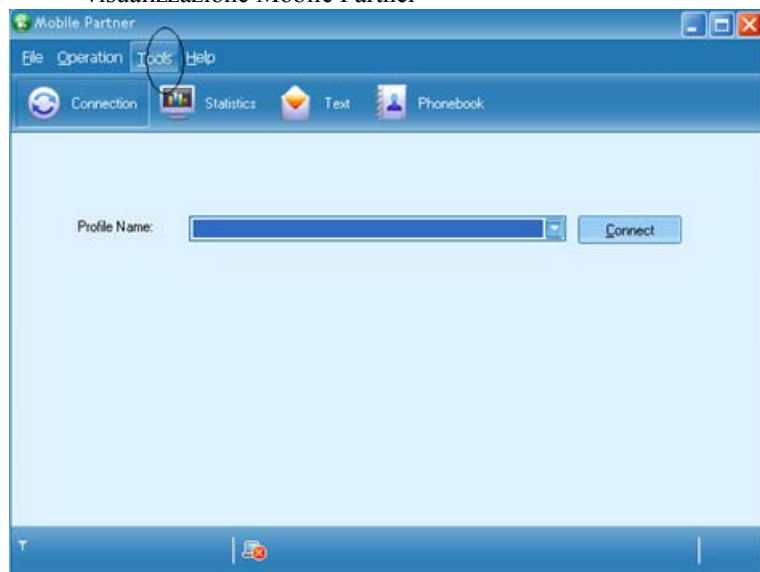 visualizzazione Mobile Partner
Mobile Partner
File Operation Tools Help
Connection Statistics Text Phonebook
Profile Name: Connect